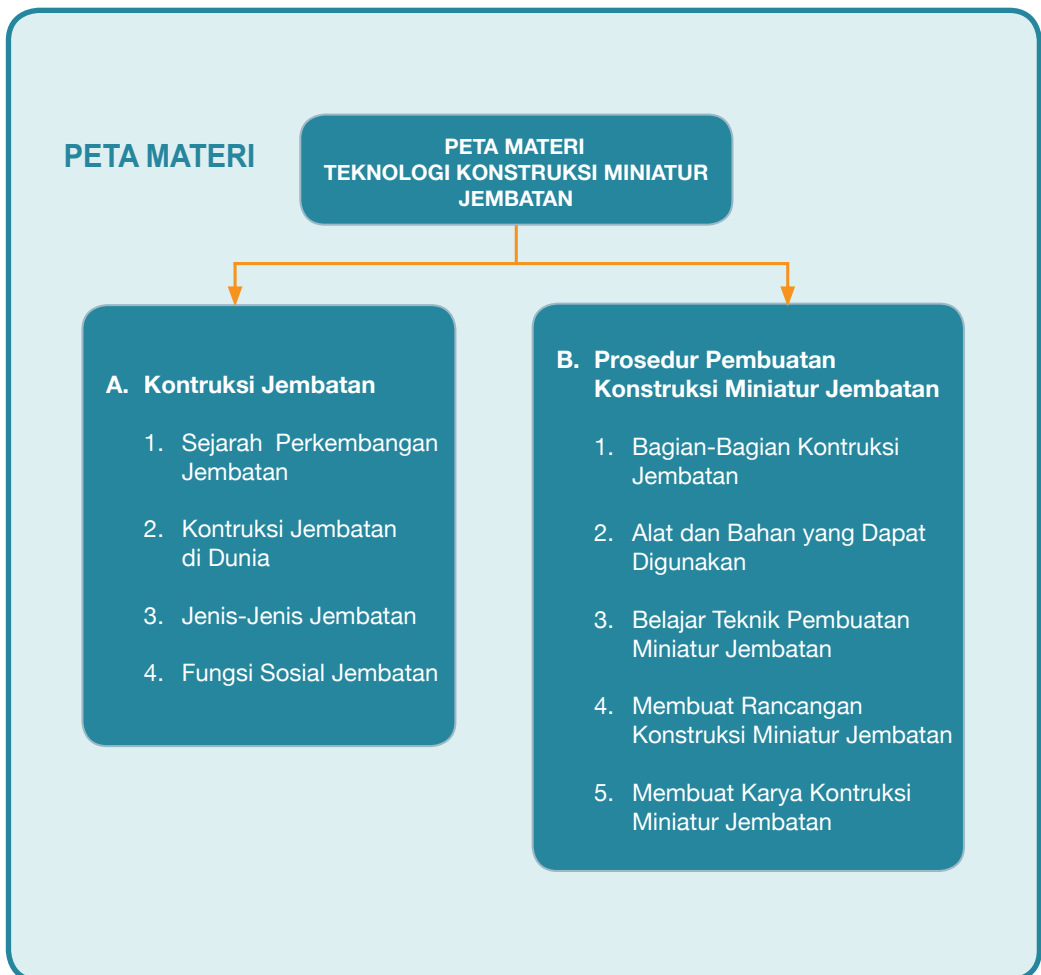 PETA MATERI
PETA MATERI
TEKNOLOGI KONSTRUKSI MINIATUR
JEMBATAN
A. Kontruksi Jembatan
1. Sejarah Perkembangan
Jembatan
2. Kontruksi Jembatan
di Dunia
3. Jenis-Jenis Jembatan
4. Fungsi Sosial Jembatan
B. Prosedur Pembuatan
Konstruksi Miniatur Jembatan
1. Bagian-Bagian Kontruksi
Jembatan
2. Alat dan Bahan yang Dapat
Digunakan
3. Belajar Teknik Pembuatan
Miniatur Jembatan
4. Membuat Rancangan
Konstruksi Miniatur Jembatan
5. Membuat Karya Kontruksi
Miniatur Jembatan